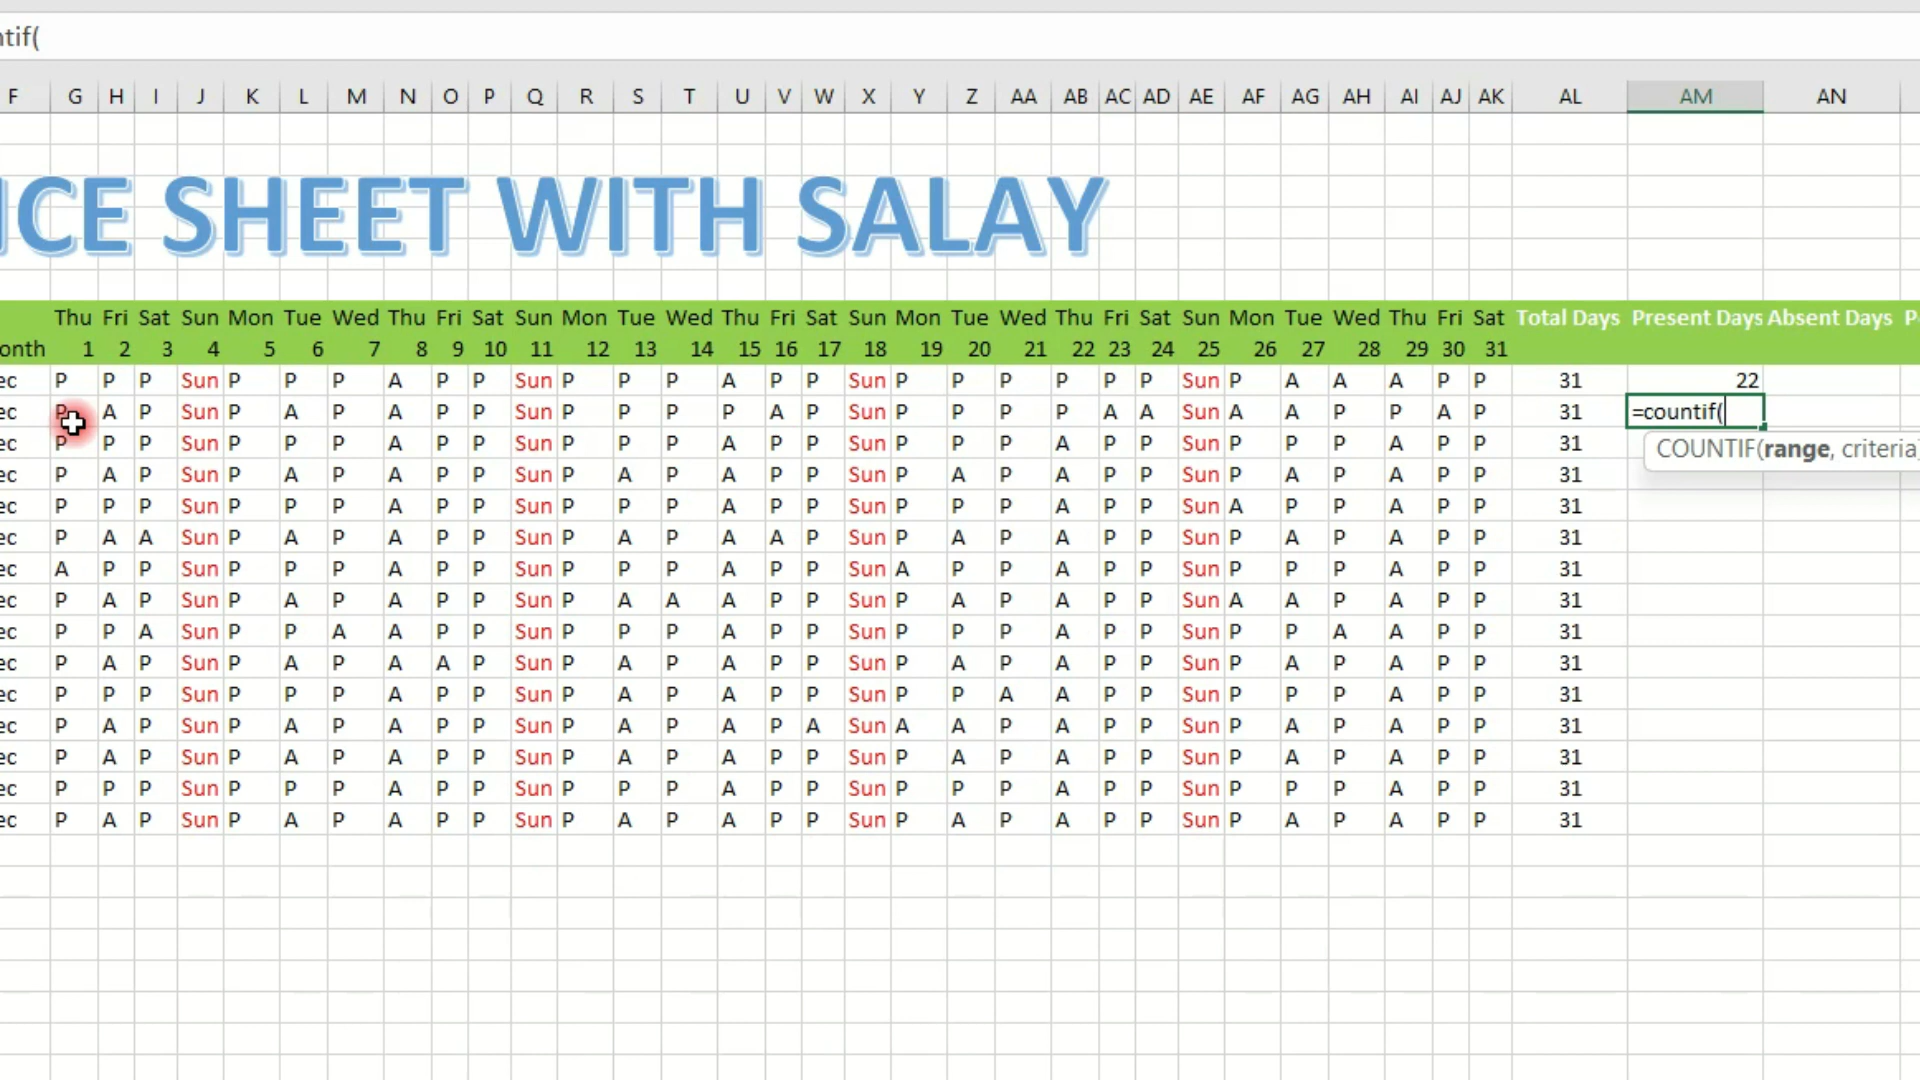 ntif(
F G H I J K L M N O P Q R S T U V W X Y Z AA AB AC AD AE AF AG AH AI AJ AK AL AM AN
ICE SHEET WITH SALAY
Thu Fri Sat Sun Mon Tue Wed Thu Fri Sat Sun Mon Tue Wed Thu Fri Sat Sun Mon Tue Wed Thu Fri Sat Sun Mon Tue Wed Thu Fri Sat Total Days Present Days Absent Days P
onth 1 2 3 4 5 6 7 8 9 10 11 12 13 14 15 16 17 18 19 20 21 22 23 24 25 26 27 28 29 30 31
ec P P P Sun P P P A P P Sun P P P A P P Sun P P P P P P Sun P A A A P P 31 22
ec P A P Sun P A P A P P Sun P P P P A P Sun P P P P A A Sun A A P P A P 31 =countif(
COUNTIF(range, criteria)
ec P P P Sun P P P A P P Sun P P P A P P Sun P P P A P P Sun P P P A P P 31
ec P A P Sun P A P A P P Sun P A P A P P Sun P A P A P P Sun P A P A P P 31
ec P P P Sun P P P A P P Sun P P P A P P Sun P P P A P P Sun A P P A P P 31
ec P A A Sun P A P A P P Sun P A P A A P Sun P A P A P P Sun P A P A P P 31
ec A P P Sun P P P A P P Sun P P P A P P Sun A P P A P P Sun P P P A P P 31
ec P A P Sun P A P A P P Sun P A A A P P Sun P A P A P P Sun A A P A P P 31
ec P P A Sun P P A A P P Sun P P P A P P Sun P P P A P P Sun P P A A P P 31
ec P A P Sun P A P A A P Sun P A P A P P Sun P A P A P P Sun P A P A P P 31
ec P P P Sun P P P A P P Sun P A P A P P Sun P P A A P P Sun P P P A P P 31
ec P A P Sun P A P A P P Sun P A P A P A Sun A A P A P P Sun P A P A P P 31
ec P A P Sun P A P A P P Sun P A P A P P Sun P A P A P P Sun P A P A P P 31
ec P P P Sun P P P A P P Sun P P P A P P Sun P P P A P P Sun P P P A P P 31
ec P A P Sun P A P A P P Sun P A P A P P Sun P A P A P P Sun P A P A P P 31